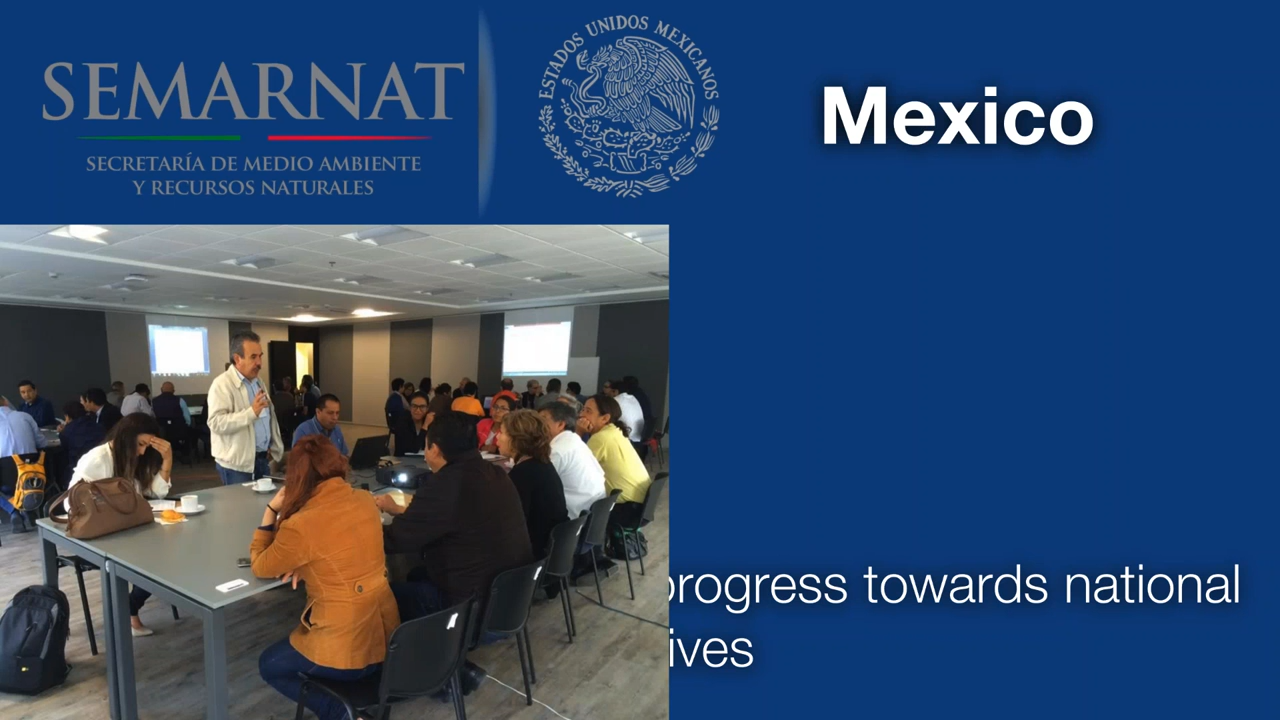 SEMARNAT
SECRETARÍA DE MEDIO AMBIENTE
Y RECURSOS NATURALES
ESTADOS UNIDOS MEXICANOS
Mexico
progress towards national
ives